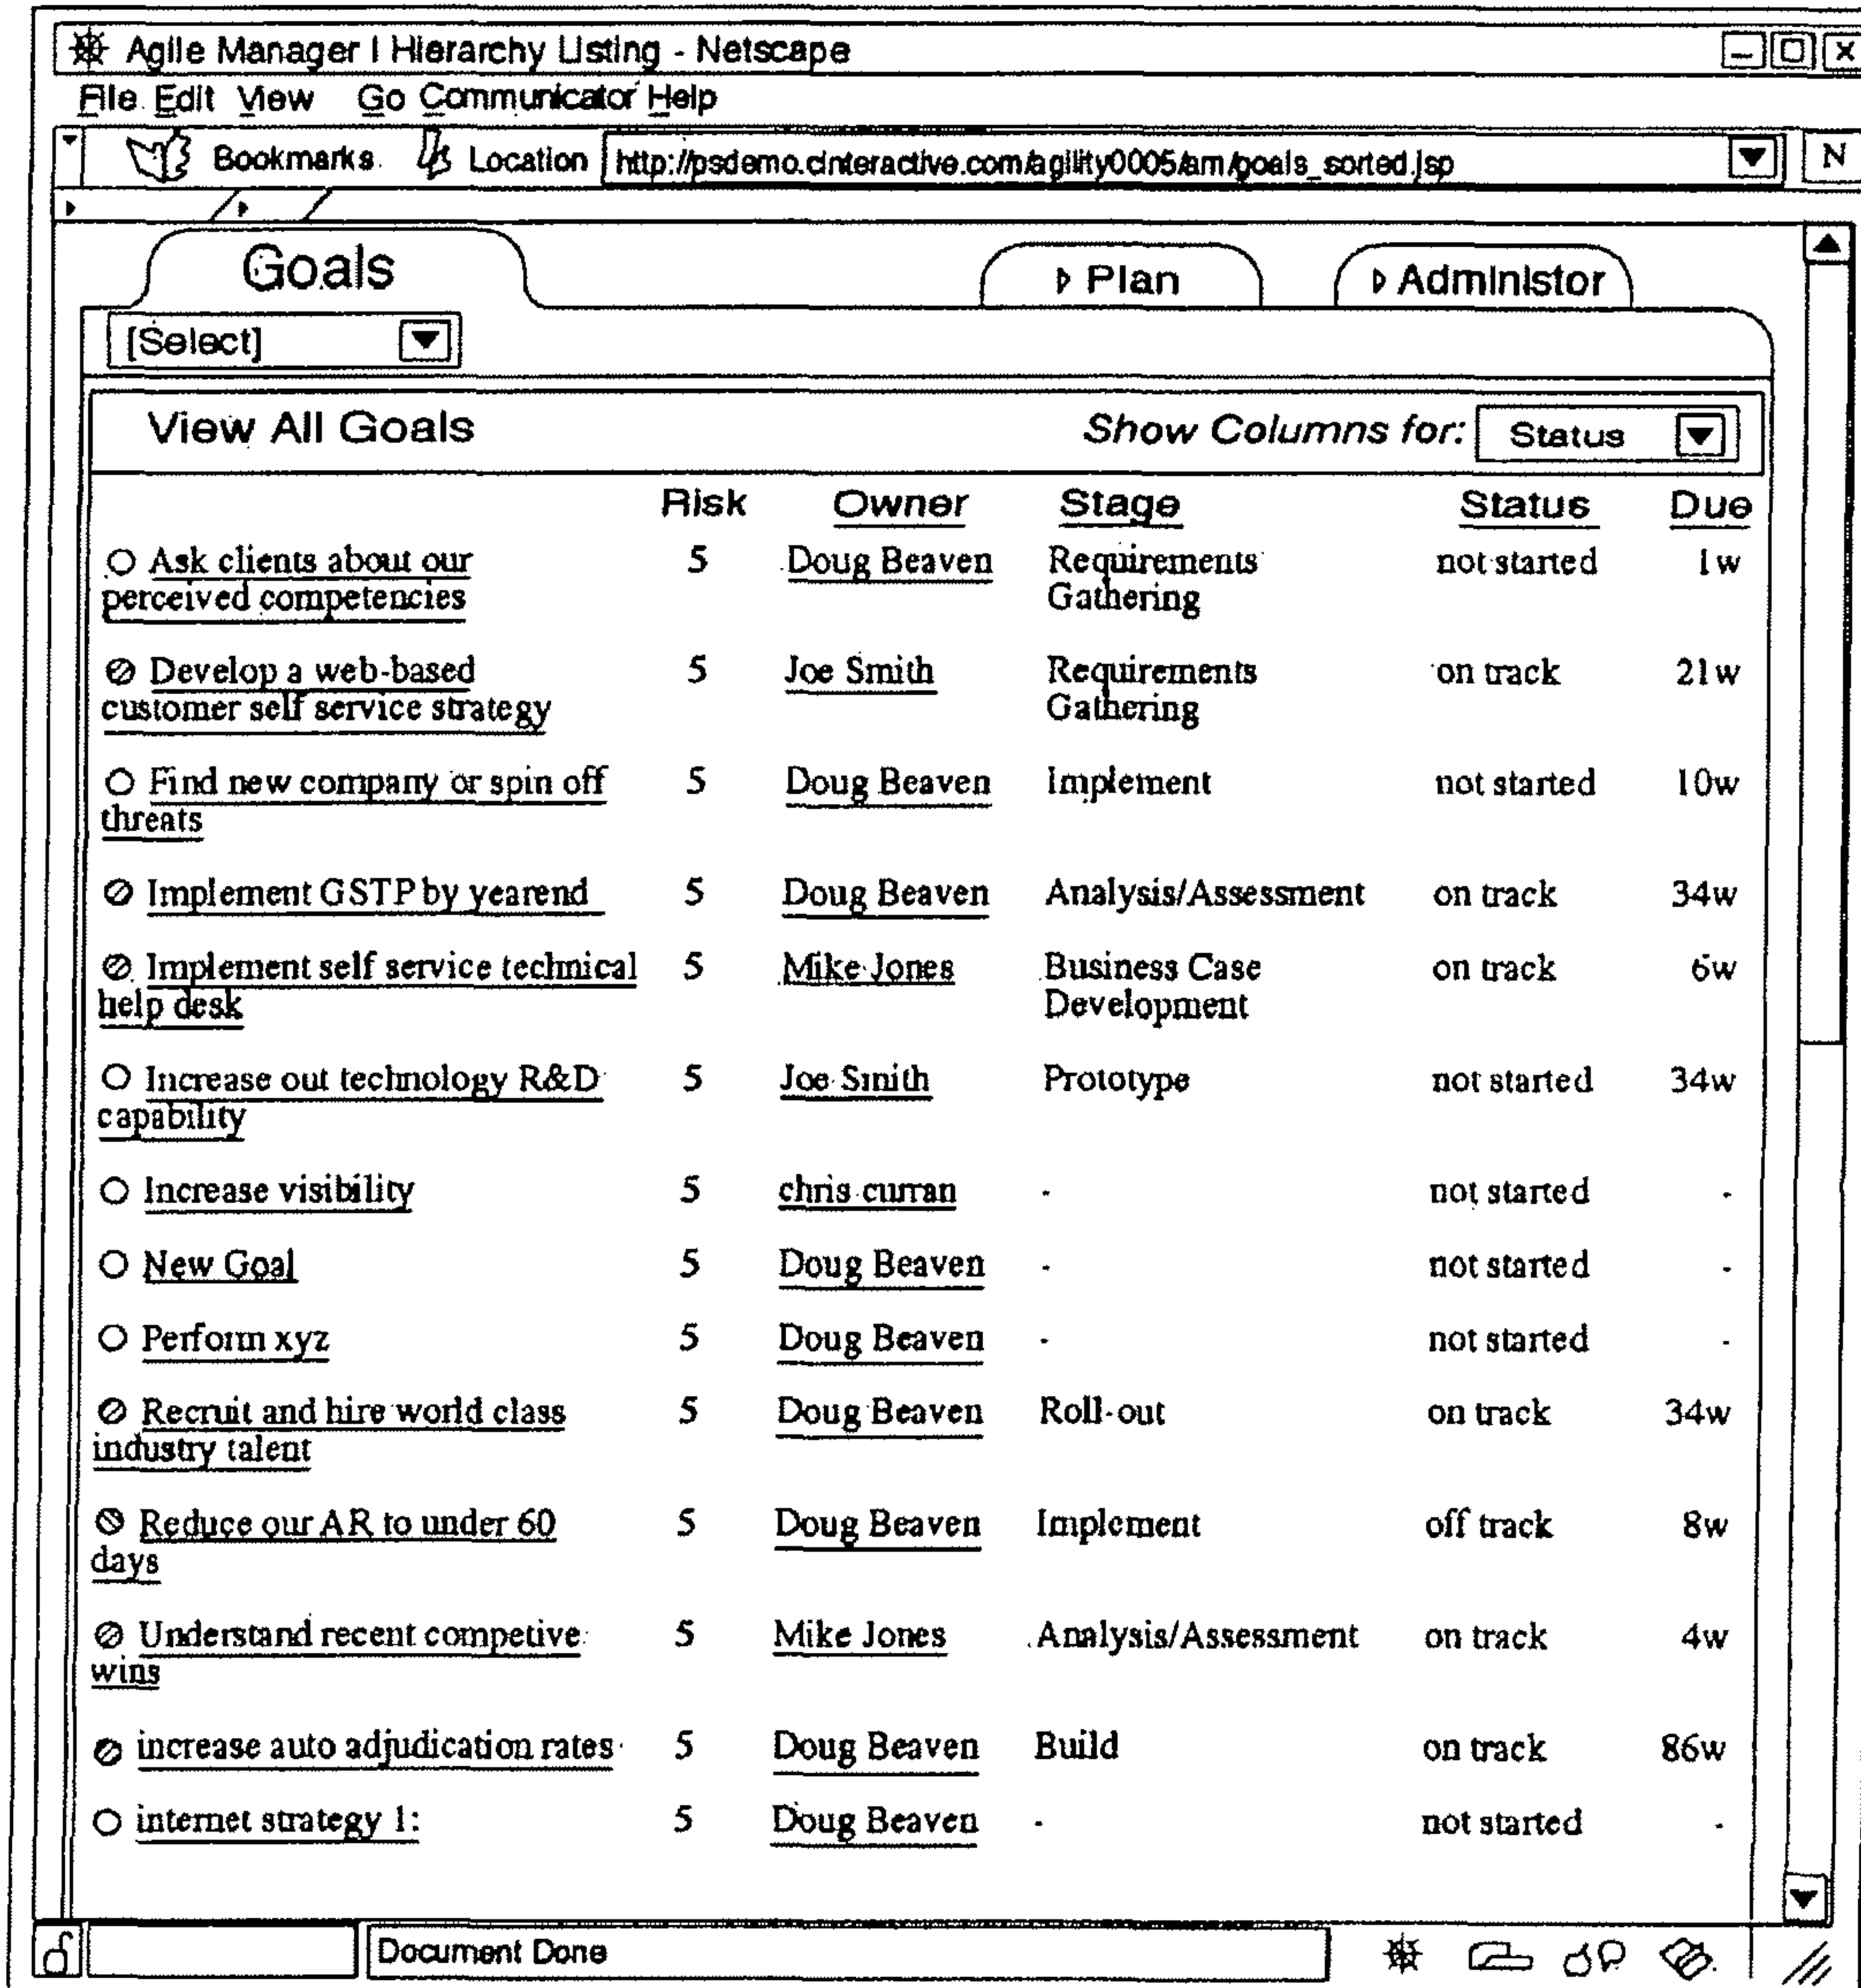 Agile Manager | Hierarchy Listing - Netscape
File Edit View Go Communicator Help
Bookmarks Location http://psdemo.cinteractive.com/agility0005/am/goals_sorted.jsp N
Goals Plan Administor
[Select]
View All Goals Show Columns for: Status
Risk Owner Stage Status Due
Ask clients about our 5 Doug Beaven Requirements not started 1w
perceived competencies Gathering
Develop a web-based 5 Joe Smith Requirements on track 21w
customer self service strategy Gathering
Find new company or spin off 5 Doug Beaven Implement not started 10w
threats
Implement GSTP by yearend 5 Doug Beaven Analysis/Assessment on track 34w
Implement self service technical 5 Mike Jones Business Case on track 6w
help desk Development
Increase out technology R&D 5 Joe Smith Prototype not started 34w
capability
Increase visibility 5 chris curran - not started -
New Goal 5 Doug Beaven - not started -
Perform xyz 5 Doug Beaven - not started -
Recruit and hire world class 5 Doug Beaven Roll-out on track 34w
industry talent
Reduce our AR to under 60 5 Doug Beaven Implement off track 8w
days
Understand recent competive 5 Mike Jones Analysis/Assessment on track 4w
wins
increase auto adjudication rates 5 Doug Beaven Build on track 86w
internet strategy 1: 5 Doug Beaven - not started -
Document Done